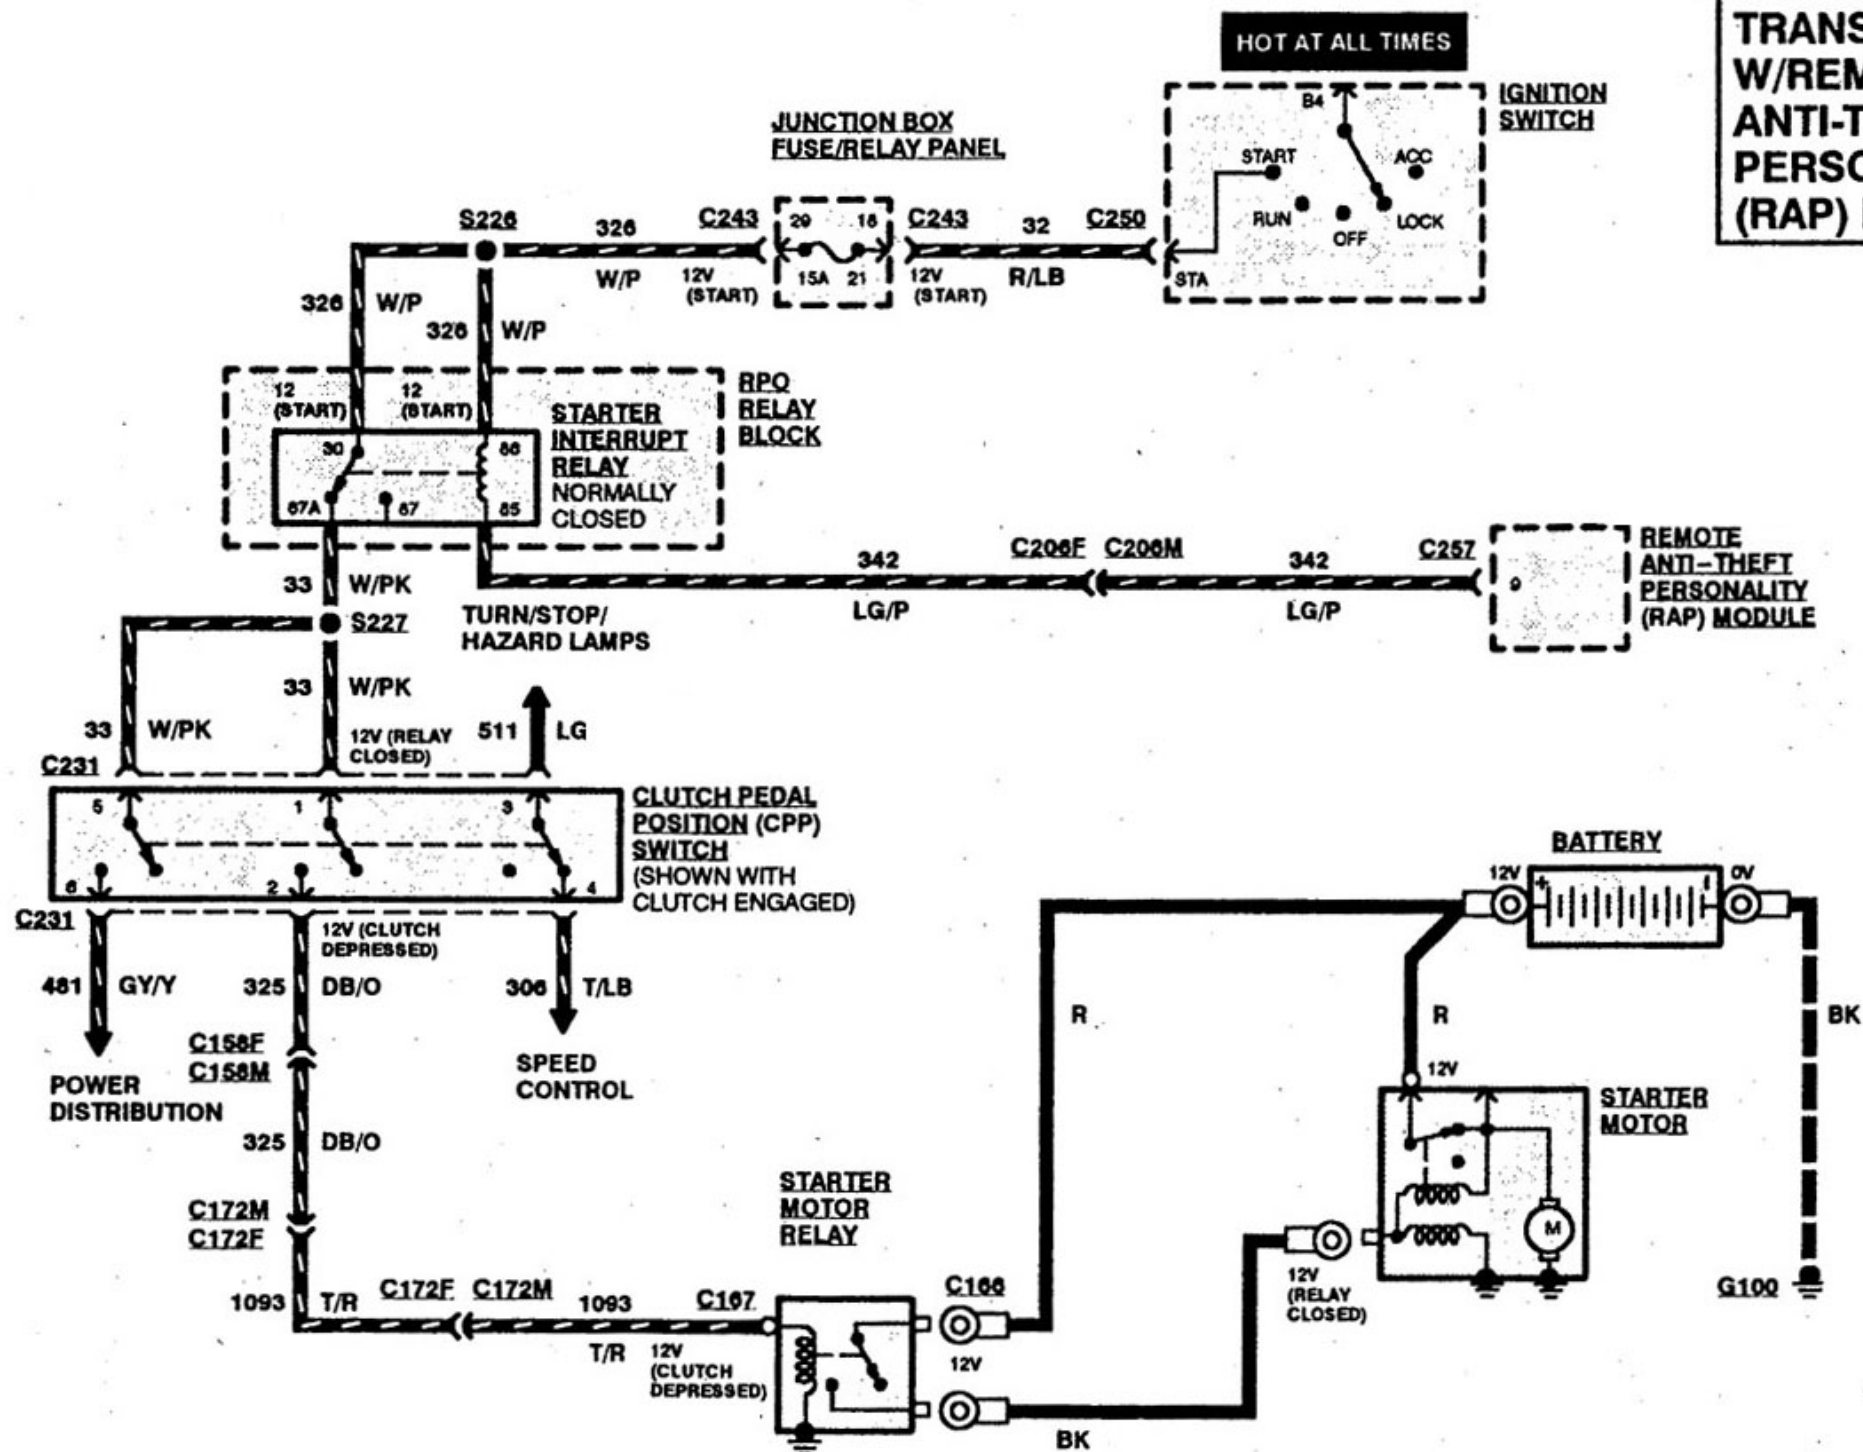 HOT AT ALL TIMES
TRANS
W/REM
ANTI-T
PERSO
(RAP)
IGNITION
SWITCH
B4
START
ACC
RUN
OFF
LOCK
STA
JUNCTION BOX
FUSE/RELAY PANEL
S226
326
W/P
C243
12V
(START)
29
18
15A
21
C243
12V
(START)
32
R/LB
C250
326
W/P
326
W/P
RPO
RELAY
BLOCK
12
(START)
12
(START)
STARTER
INTERRUPT
RELAY
NORMALLY
CLOSED
30
86
87A
87
85
33
W/PK
S227
342
LG/P
C206F
C206M
342
LG/P
C257
9
REMOTE
ANTI-THEFT
PERSONALITY
(RAP) MODULE
TURN/STOP/
HAZARD LAMPS
33
W/PK
33
W/PK
12V (RELAY
CLOSED)
511
LG
C231
5
1
3
6
2
4
CLUTCH PEDAL
POSITION (CPP)
SWITCH
(SHOWN WITH
CLUTCH ENGAGED)
C231
12V (CLUTCH
DEPRESSED)
481
GY/Y
325
DB/O
306
T/LB
POWER
DISTRIBUTION
C158F
C158M
SPEED
CONTROL
325
DB/O
C172M
C172F
1093
T/R
C172F
C172M
1093
T/R
C167
12V
(CLUTCH
DEPRESSED)
STARTER
MOTOR
RELAY
C166
12V
BK
R
BATTERY
12V
+
0V
R
BK
12V
STARTER
MOTOR
M
12V
(RELAY
CLOSED)
G100